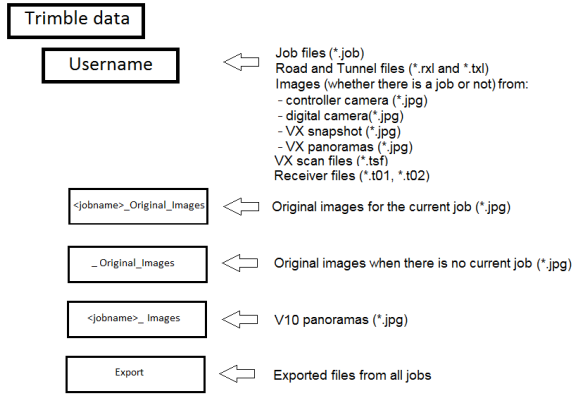 Trimble data
Username
Job files (*.job)
Road and Tunnel files (*.rxl and *.txl)
Images (whether there is a job or not) from:
- controller camera (*.jpg)
- digital camera(*.jpg)
- VX snapshot (*.jpg)
- VX panoramas (*.jpg)
VX scan files (*.tsf)
Receiver files (*.t01, *.t02)
<jobname>_Original_Images
Original images for the current job (*.jpg)
_ Original_Images
Original images when there is no current job (*.jpg)
<jobname>_ Images
V10 panoramas (*.jpg)
Export
Exported files from all jobs